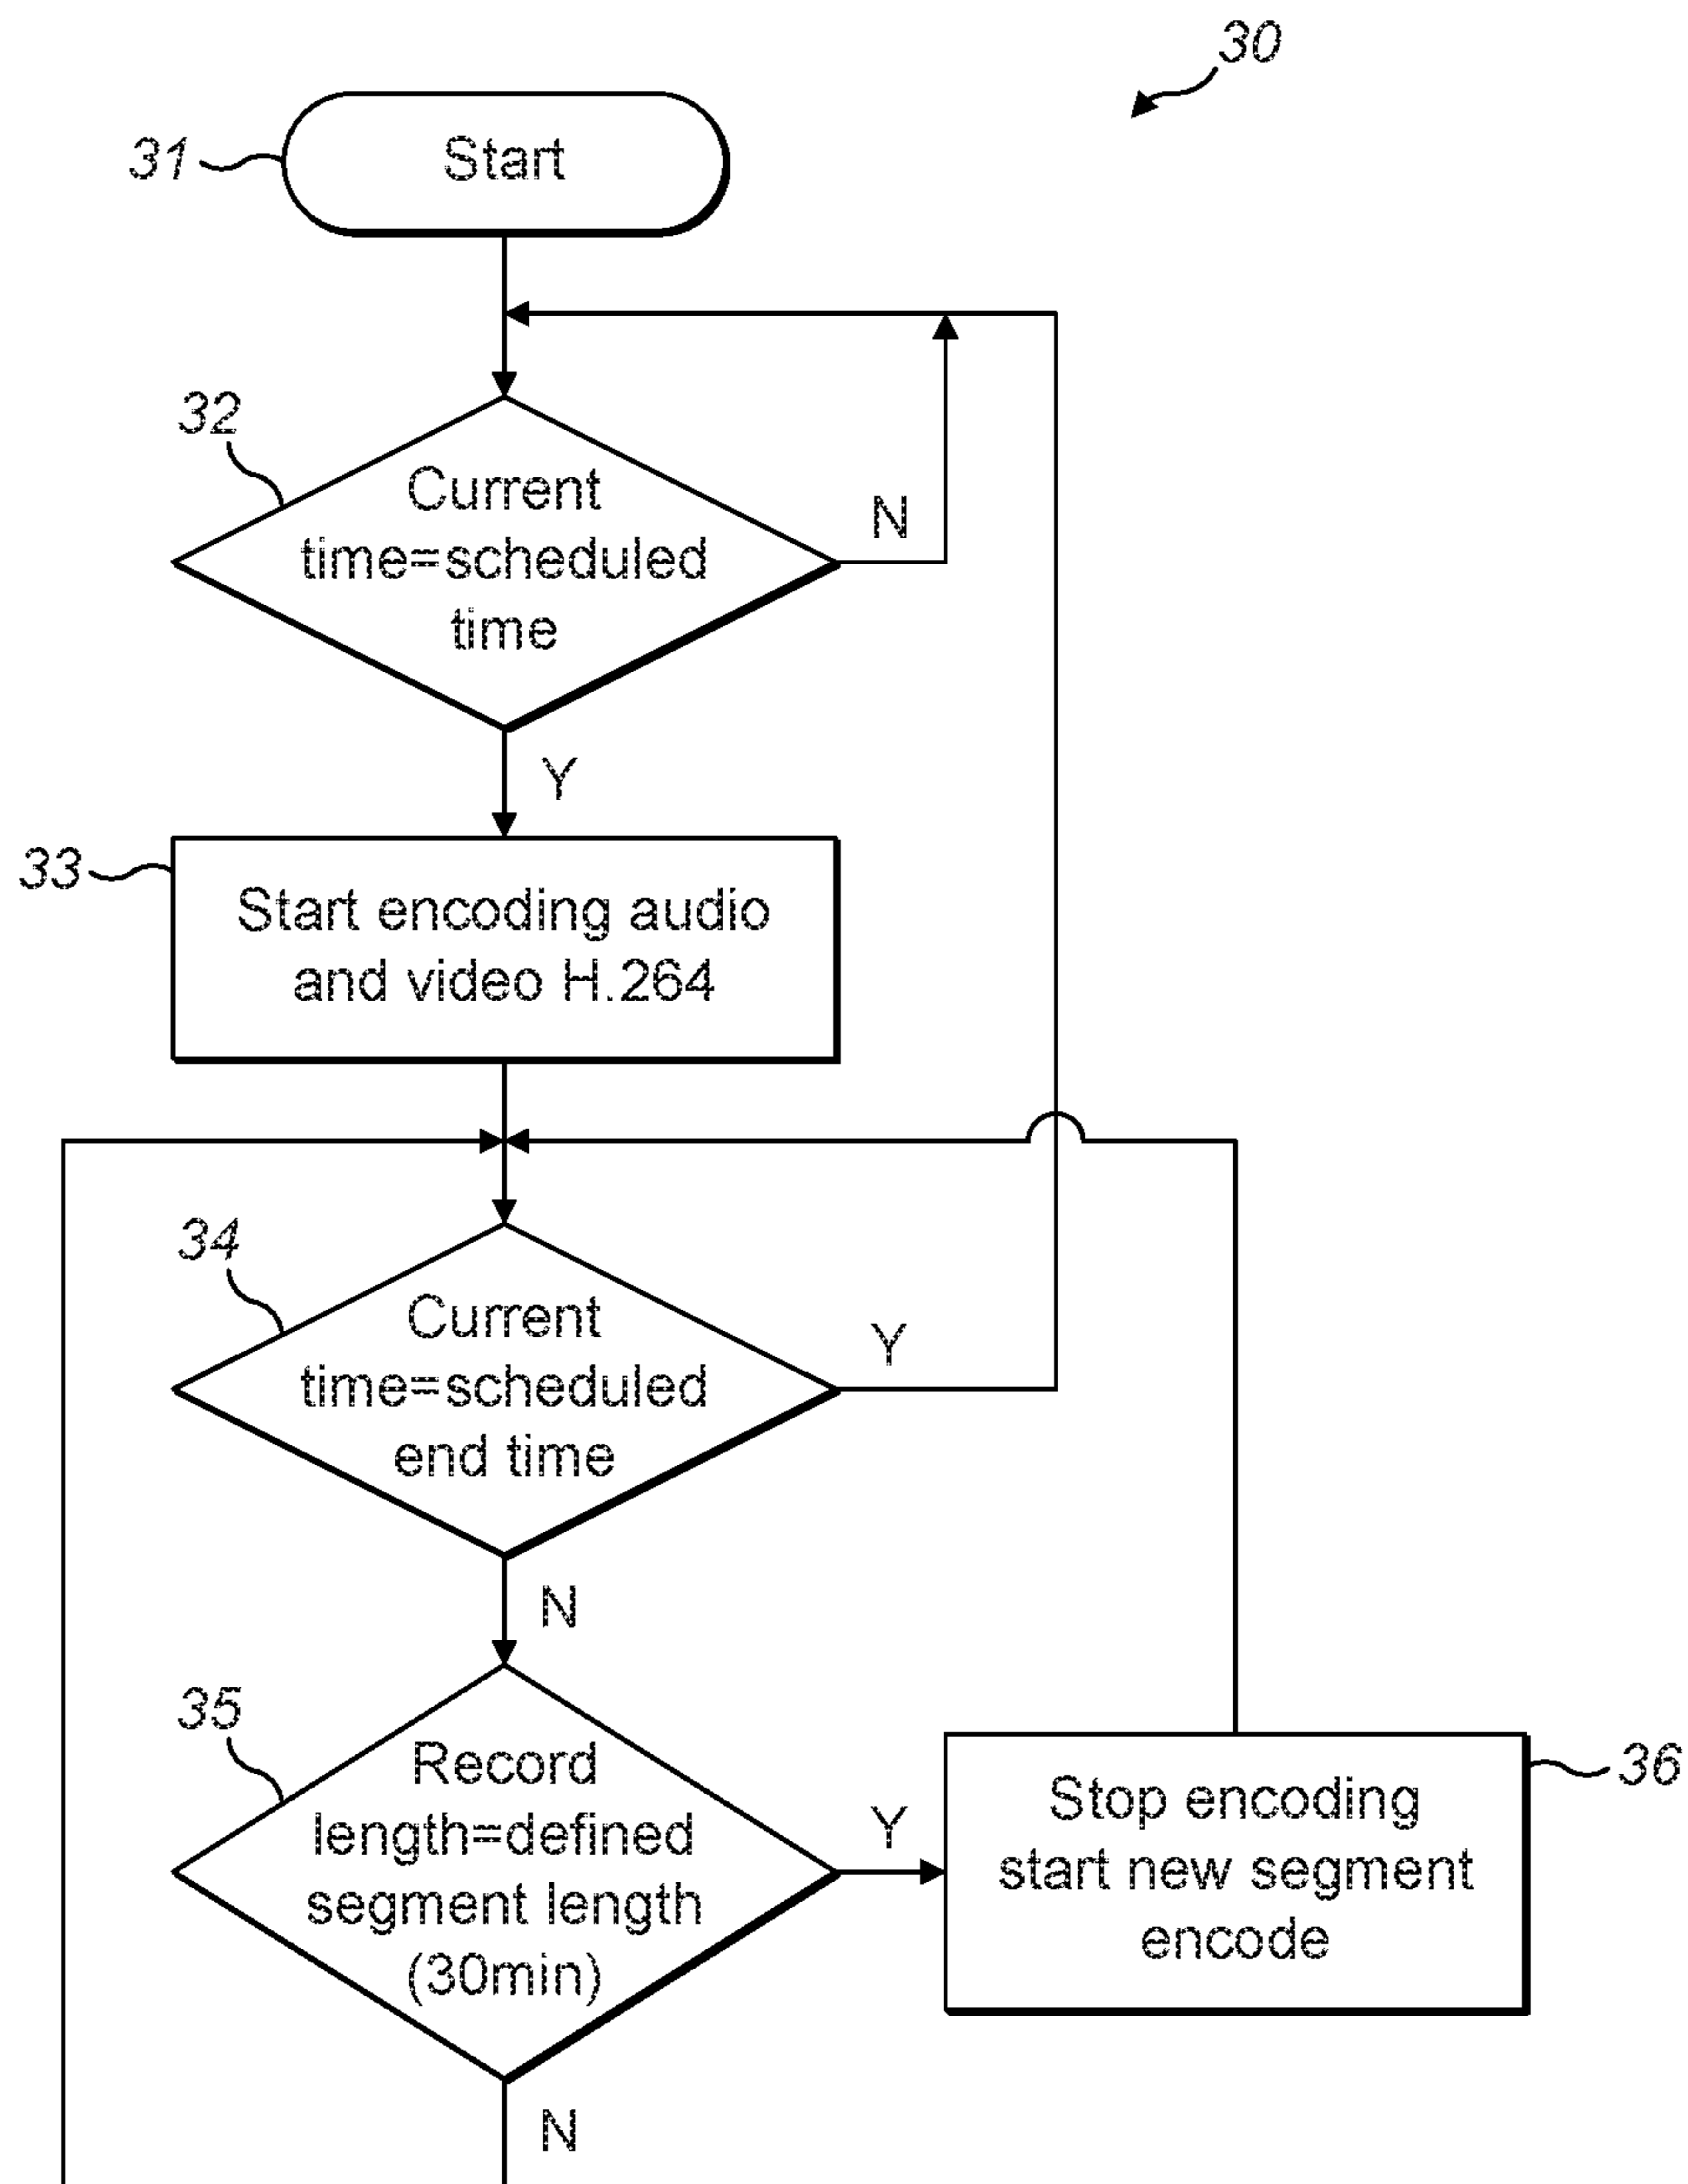 30
31
Start
32
Current
time=scheduled
time
N
Y
33
Start encoding audio
and video H.264
34
Current
time=scheduled
end time
Y
N
35
Record
length=defined
segment length
(30min)
Y
Stop encoding
start new segment
encode
36
N